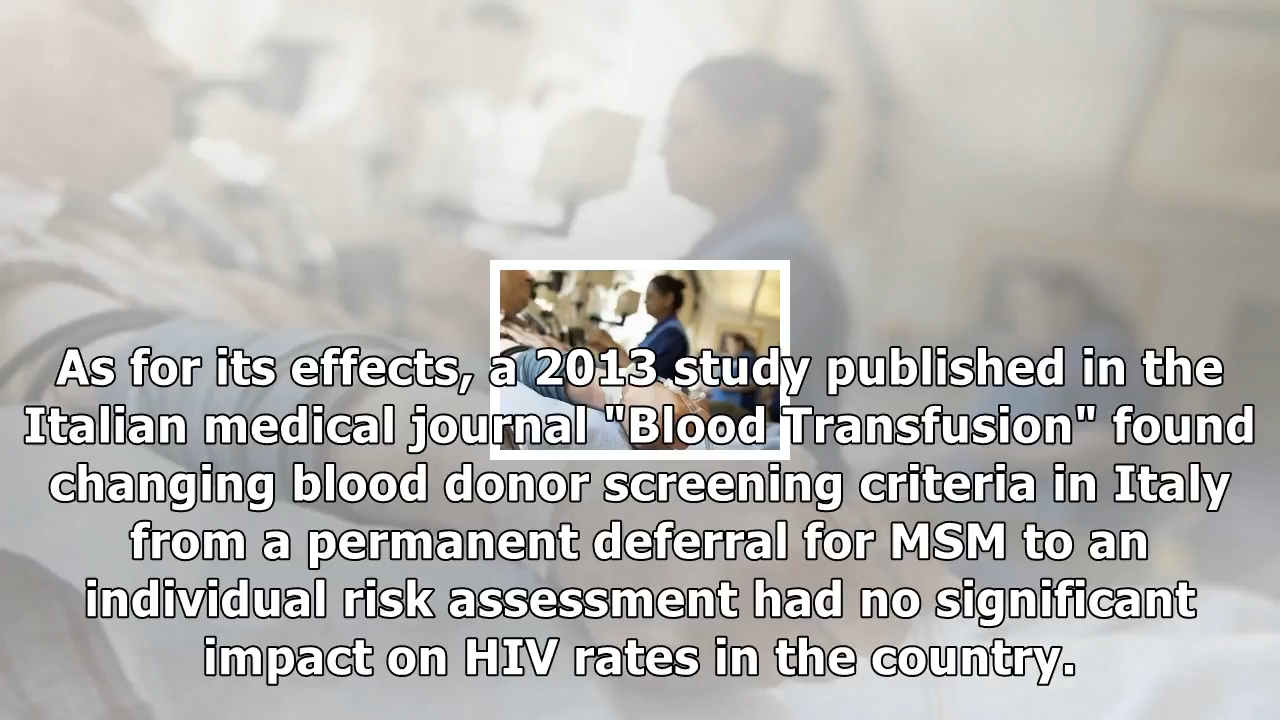 As for its effects, a 2013 study published in the
Italian medical journal "Blood Transfusion" found
changing blood donor screening criteria in Italy
from a permanent deferral for MSM to an
individual risk assessment had no significant
impact on HIV rates in the country.